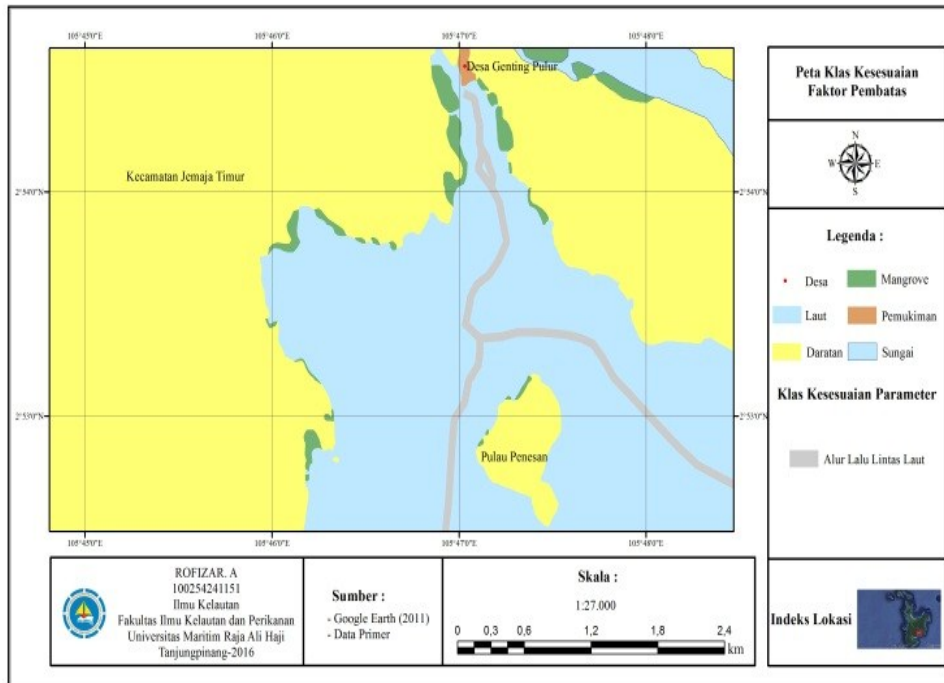 105°45'0"E 105°46'0"E 105°47'0"E 105°48'0"E
Desa Genting Pulur
Kecamatan Jemaja Timur
2°54'0"N 2°54'0"N
2°53'0"N 2°53'0"N
Pulau Penesan
105°45'0"E 105°46'0"E 105°47'0"E 105°48'0"E
Peta Klas Kesesuaian
Faktor Pembatas
N
W E
S
Legenda :
Desa Mangrove
Laut Pemukiman
Daratan Sungai
Klas Kesesuaian Parameter
Alur Lalu Lintas Laut
Indeks Lokasi
ROFIZAR. A
100254241151
Ilmu Kelautan
Fakultas Ilmu Kelautan dan Perikanan
Universitas Maritim Raja Ali Haji
Tanjungpinang-2016
Sumber :
- Google Earth (2011)
- Data Primer
Skala :
1:27.000
0 0,3 0,6 1,2 1,8 2,4
km